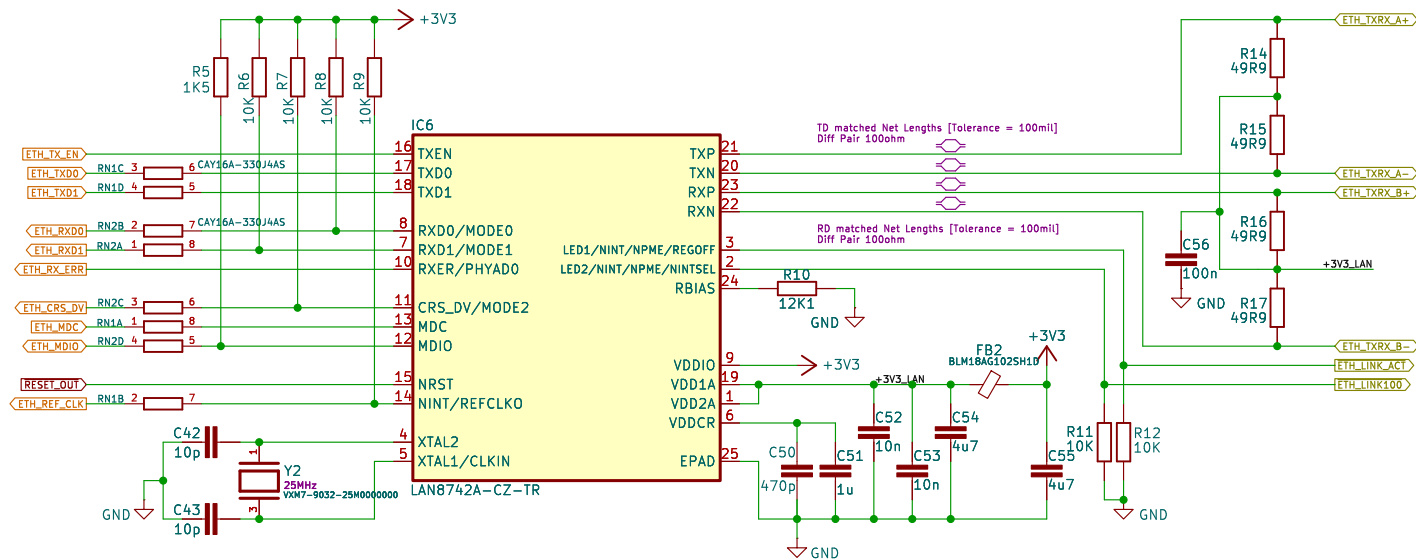 +3V3
ETH_TXRX_A+
R5
1K5
R6
10K
R7
10K
R8
10K
R9
10K
R14
49R9
IC6
TD matched Net Lengths [Tolerance = 100mil]
Diff Pair 100ohm
R15
49R9
ETH_TX_EN
16 TXEN
TXP 21
ETH_TXD0
RN1C 3 6
CAY16A-330J4AS
17 TXD0
TXN 20
ETH_TXRX_A-
ETH_TXD1
RN1D 4 5
18 TXD1
RXP 23
ETH_TXRX_B+
RXN 22
ETH_RXD0
RN2B 2 7
CAY16A-330J4AS
8 RXD0/MODE0
RD matched Net Lengths [Tolerance = 100mil]
Diff Pair 100ohm
R16
49R9
ETH_RXD1
RN2A 1 8
7 RXD1/MODE1
LED1/NINT/NPME/REGOFF 3
C56
100n
ETH_RX_ERR
10 RXER/PHYAD0
LED2/NINT/NPME/NINTSEL 2
+3V3_LAN
RBIAS 24
R10
12K1
GND
GND
R17
49R9
ETH_CRS_DV
RN2C 3 6
11 CRS_DV/MODE2
ETH_MDC
RN1A 1 8
13 MDC
ETH_MDIO
RN2D 4 5
12 MDIO
ETH_TXRX_B-
VDDIO 9
+3V3
FB2
BLM18AG102SH1D
+3V3
ETH_LINK_ACT
RESET_OUT
15 NRST
VDD1A 19
+3V3_LAN
ETH_LINK100
ETH_REF_CLK
RN1B 2 7
14 NINT/REFCLKO
VDD2A 1
VDDCR 6
C52
10n
C54
4u7
R11
10K
R12
10K
C42
10p
4 XTAL2
5 XTAL1/CLKIN
EPAD 25
C50
470p
C51
1u
C53
10n
C55
4u7
1
Y2
25MHz
VXM7-9032-25M0000000
3
LAN8742A-CZ-TR
GND
C43
10p
GND
GND